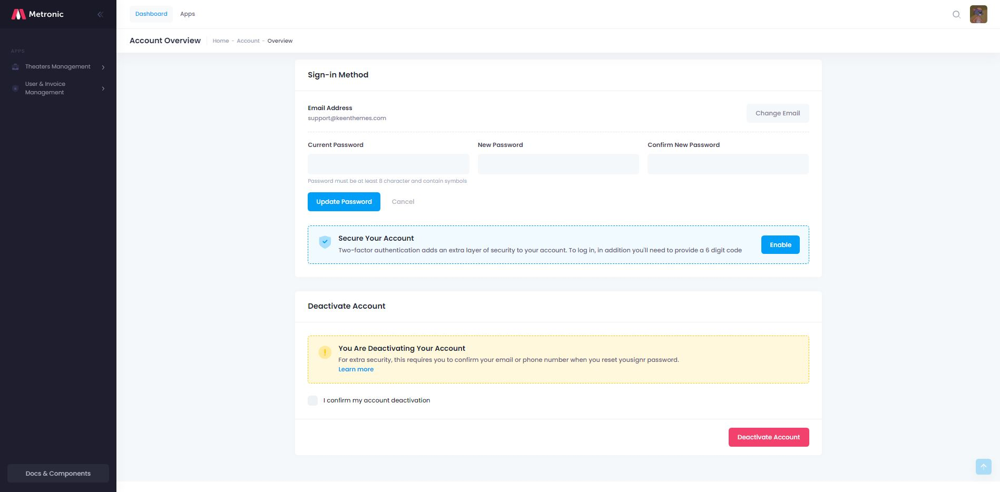 Metronic
Dashboard
Apps
Account Overview
Home - Account - Overview
APPS
Theaters Management
User & Invoice
Management
Docs & Components
Sign-in Method
Email Address
support@keenthemes.com
Change Email
Current Password
New Password
Confirm New Password
Password must be at least 8 character and contain symbols
Update Password
Cancel
Secure Your Account
Two-factor authentication adds an extra layer of security to your account. To log in, in addition you'll need to provide a 6 digit code
Enable
Deactivate Account
You Are Deactivating Your Account
For extra security, this requires you to confirm your email or phone number when you reset yousignr password.
Learn more
I confirm my account deactivation
Deactivate Account